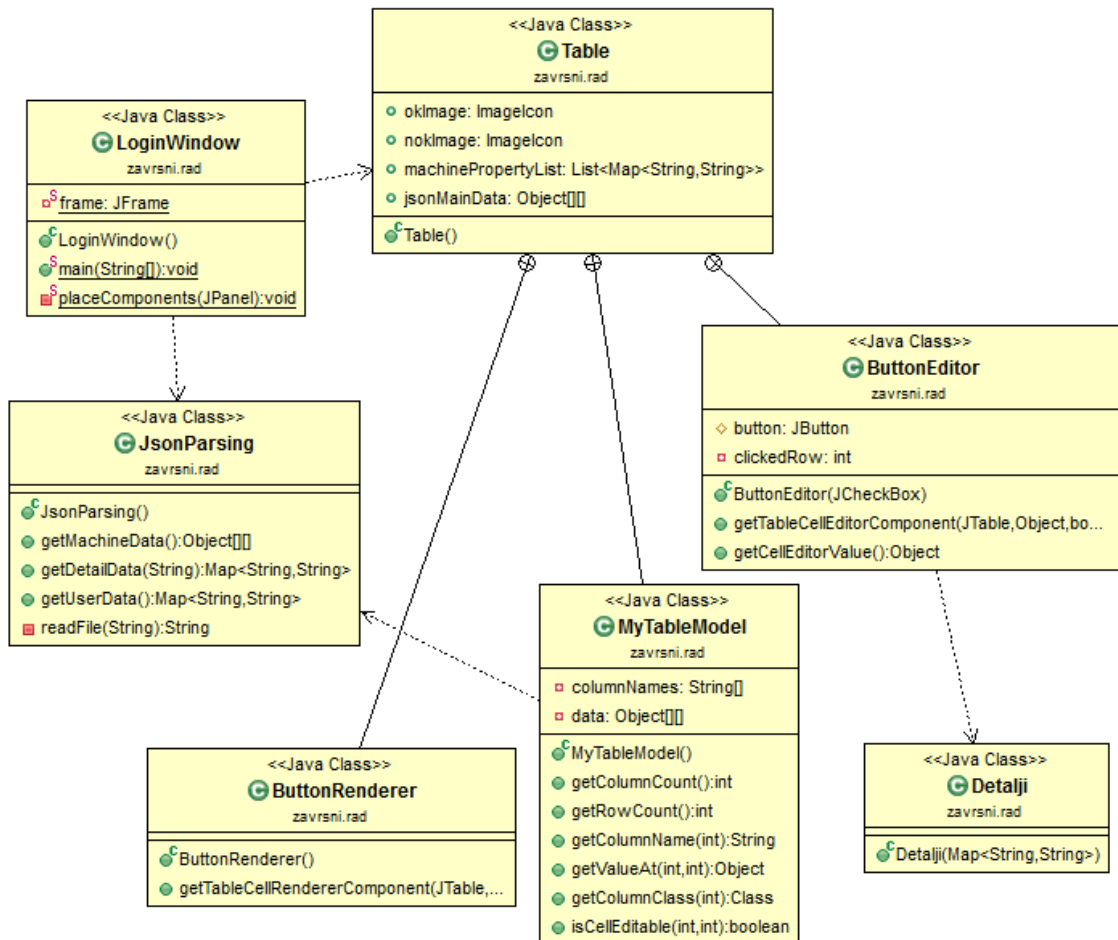 <<Java Class>>
Table
zavrsni.rad
okImage: ImageIcon
nokImage: ImageIcon
machinePropertyList: List<Map<String,String>>
jsonMainData: Object[][]
Table()
<<Java Class>>
LoginWindow
zavrsni.rad
frame: JFrame
LoginWindow()
main(String[]):void
placeComponents(JPanel):void
<<Java Class>>
ButtonEditor
zavrsni.rad
button: JButton
clickedRow: int
ButtonEditor(JCheckBox)
getTableCellEditorComponent(JTable,Object,bo...
getCellEditorValue():Object
<<Java Class>>
JsonParsing
zavrsni.rad
JsonParsing()
getMachineData():Object[][]
getDetailData(String):Map<String,String>
getUserData():Map<String,String>
readFile(String):String
<<Java Class>>
MyTableModel
zavrsni.rad
columnNames: String[]
data: Object[][]
MyTableModel()
getColumnCount():int
getRowCount():int
getColumnName(int):String
getValueAt(int,int):Object
getColumnClass(int):Class
isCellEditable(int,int):boolean
<<Java Class>>
ButtonRenderer
zavrsni.rad
ButtonRenderer()
getTableCellRendererComponent(JTable,...
<<Java Class>>
Detalji
zavrsni.rad
Detalji(Map<String,String>)